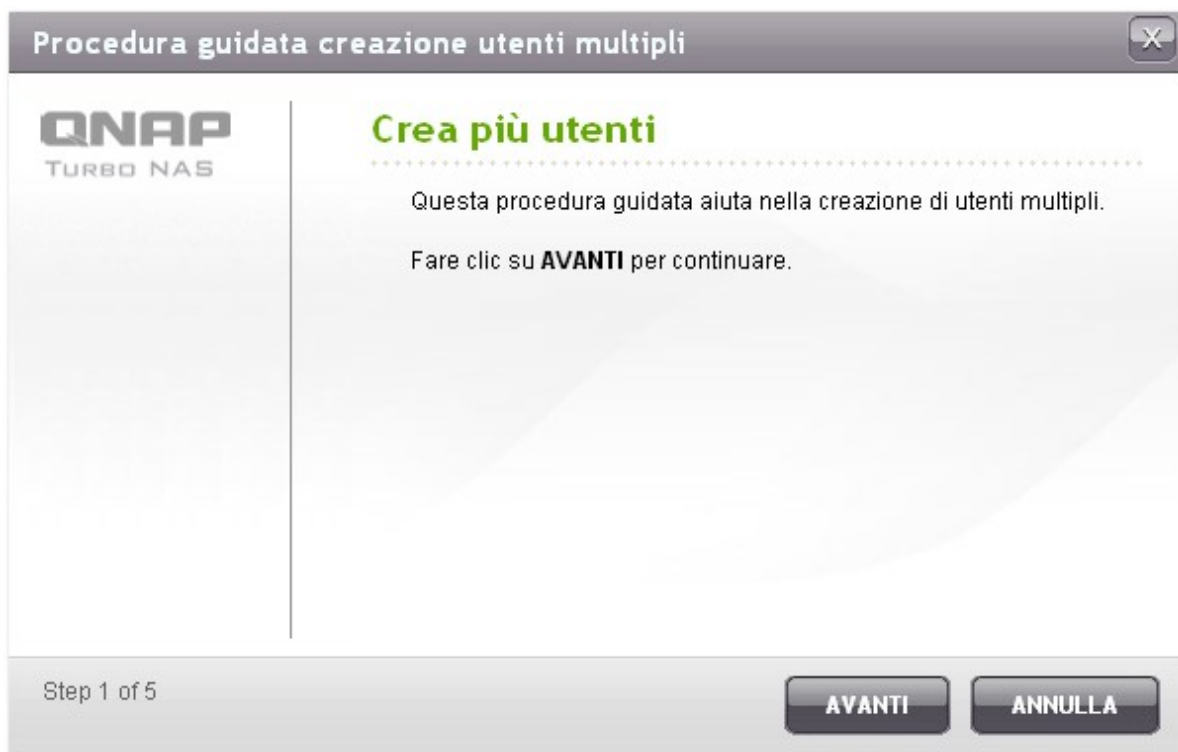 Procedura guidata creazione utenti multipli
X
QNAP
TURBO NAS
Crea più utenti
Questa procedura guidata aiuta nella creazione di utenti multipli.
Fare clic su AVANTI per continuare.
Step 1 of 5
AVANTI
ANNULLA